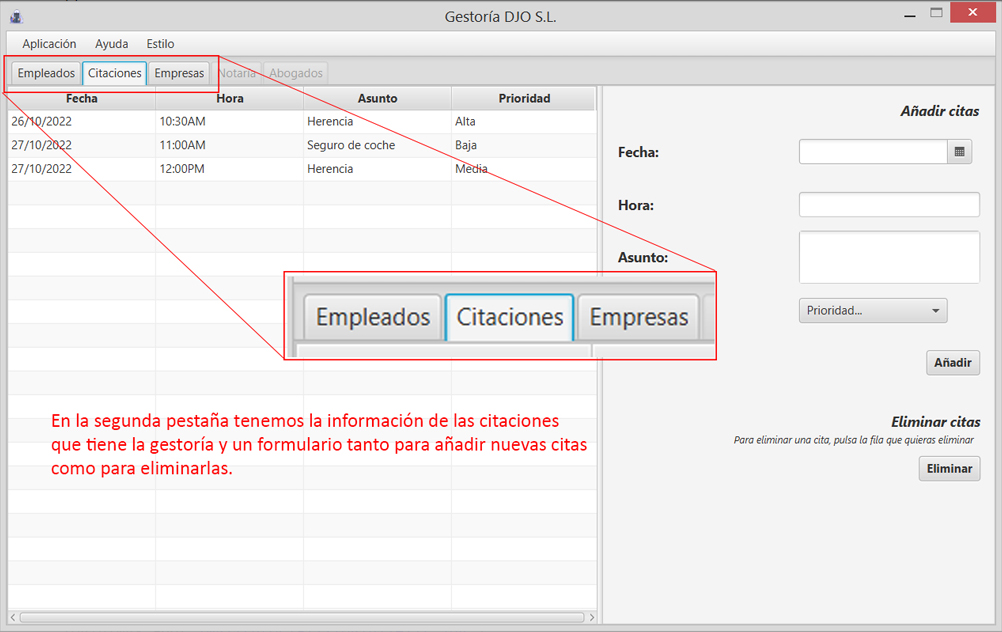 Gestoría DJO S.L.
Aplicación Ayuda Estilo
Empleados Citaciones Empresas Notaría Abogados
Fecha Hora Asunto Prioridad
26/10/2022 10:30AM Herencia Alta
27/10/2022 11:00AM Seguro de coche Baja
27/10/2022 12:00PM Herencia Media
Añadir citas
Fecha:
Hora:
Asunto:
Prioridad...
Añadir
Empleados Citaciones Empresas
En la segunda pestaña tenemos la información de las citaciones
que tiene la gestoría y un formulario tanto para añadir nuevas citas
como para eliminarlas.
Eliminar citas
Para eliminar una cita, pulsa la fila que quieras eliminar
Eliminar